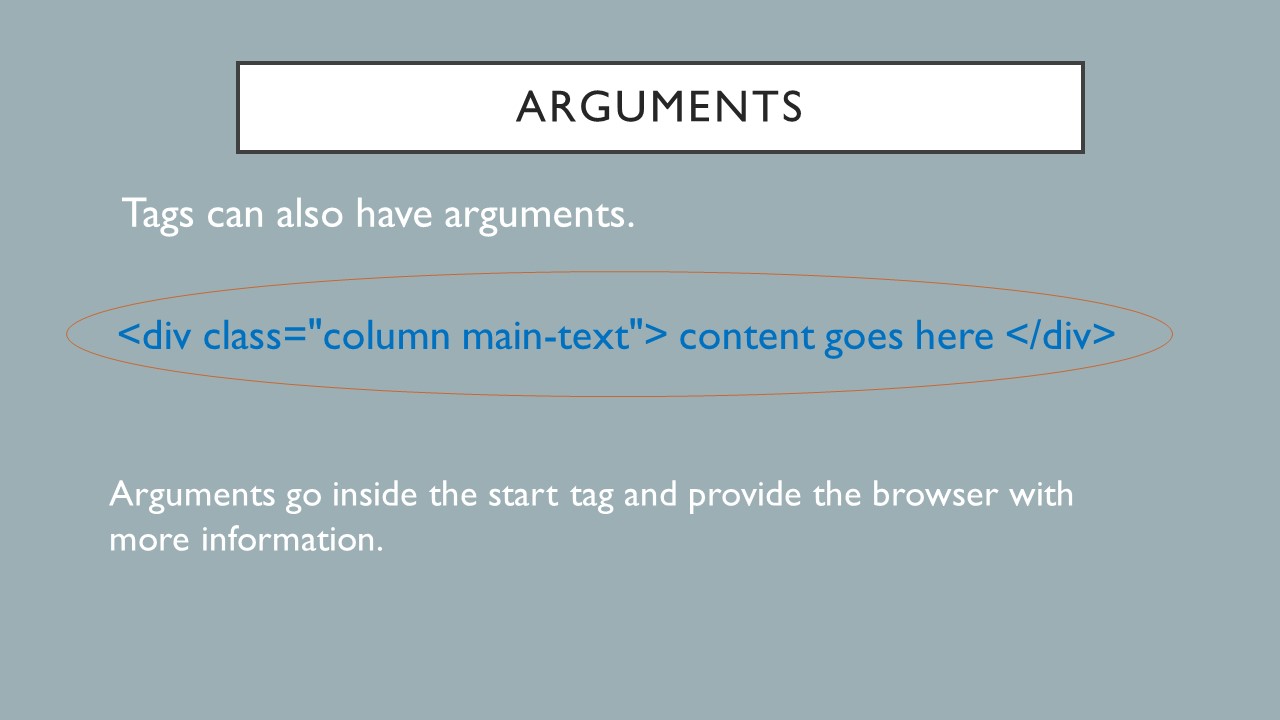 ARGUMENTS
Tags can also have arguments.
<div class="column main-text"> content goes here </div>
Arguments go inside the start tag and provide the browser with
more information.